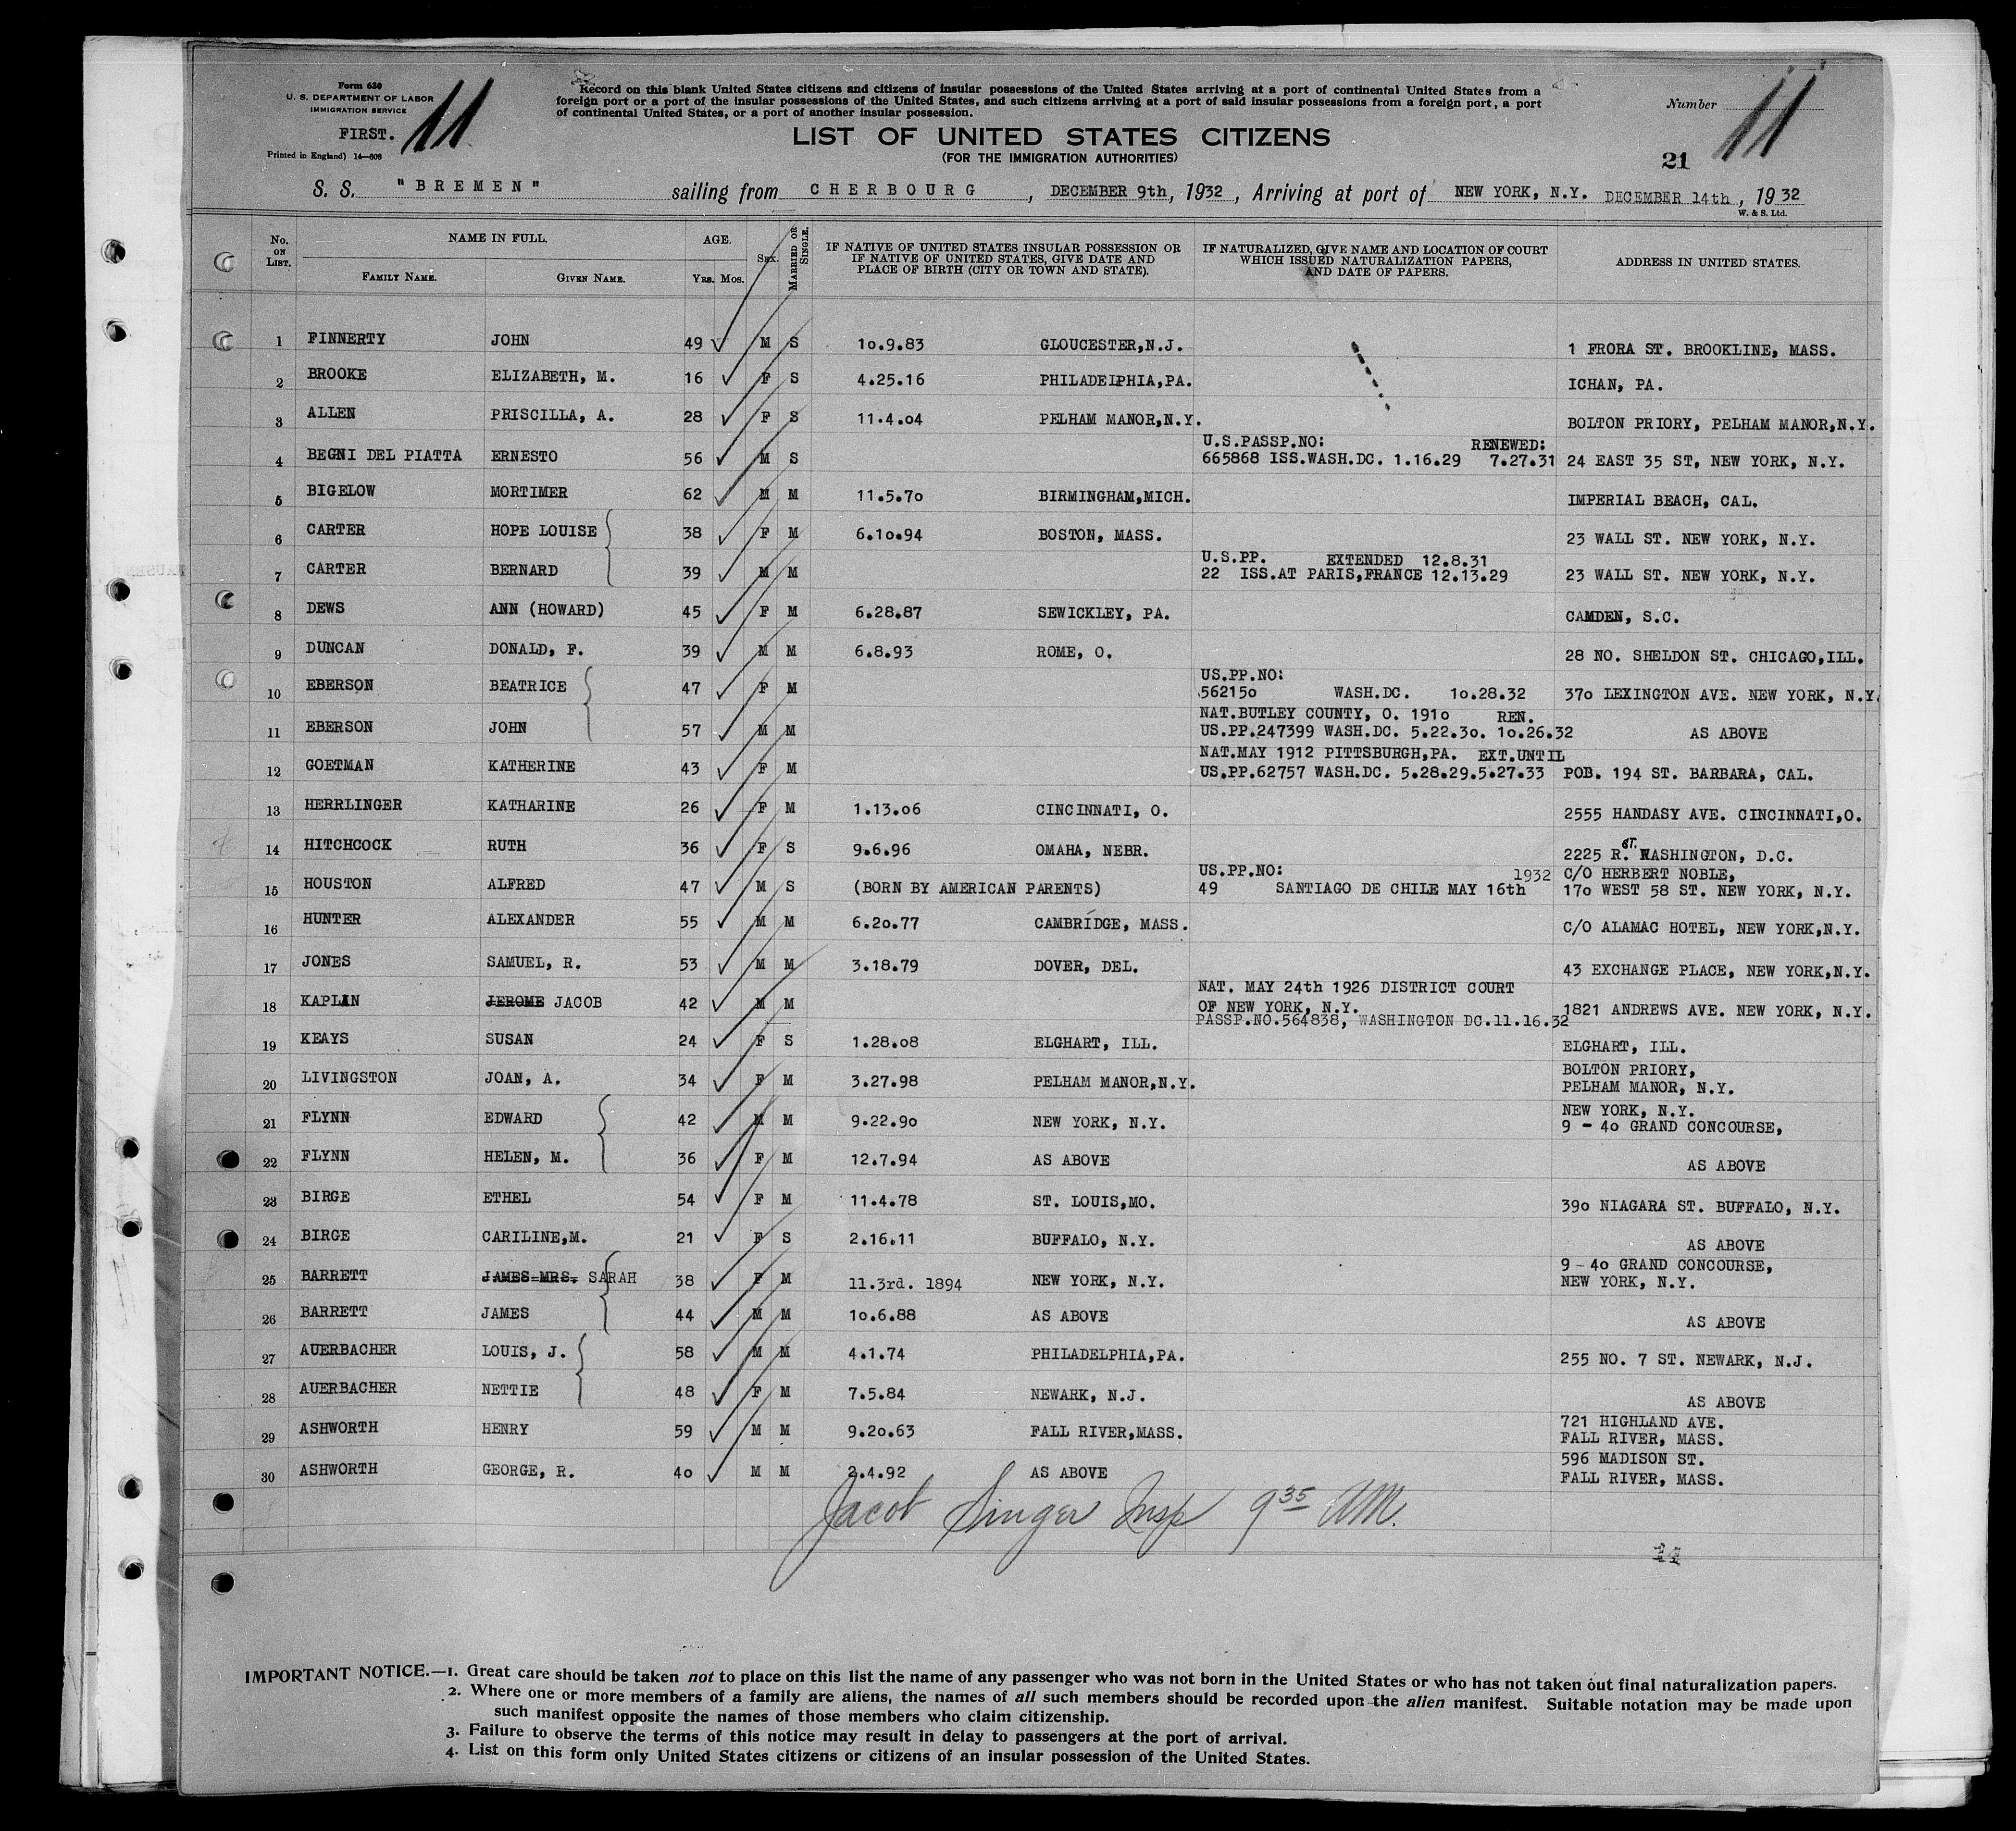 Form 630
U. S. DEPARTMENT OF LABOR
IMMIGRATION SERVICE
FIRST.
Printed in England) 14—608
11
Record on this blank United States citizens and citizens of insular possessions of the United States arriving at a port of continental United States from a
foreign port or a port of the insular possessions of the United States, and such citizens arriving at a port of said insular possessions from a foreign port, a port
of continental United States, or a port of another insular possession.
LIST OF UNITED STATES CITIZENS
(FOR THE IMMIGRATION AUTHORITIES)
Number 11
21
S. S. "BREMEN" sailing from CHERBOURG, DECEMBER 9th, 1932, Arriving at port of NEW YORK, N.Y. DECEMBER 14th, 1932
W. & S. Ltd.
No. ON LIST. NAME IN FULL. FAMILY NAME. GIVEN NAME. AGE. YRS. MOS. SEX. MARRIED OR SINGLE. IF NATIVE OF UNITED STATES INSULAR POSSESSION OR IF NATIVE OF UNITED STATES, GIVE DATE AND PLACE OF BIRTH (CITY OR TOWN AND STATE). IF NATURALIZED, GIVE NAME AND LOCATION OF COURT WHICH ISSUED NATURALIZATION PAPERS, AND DATE OF PAPERS. ADDRESS IN UNITED STATES.
1 FINNERTY JOHN 49 M S 10.9.83 GLOUCESTER,N.J. 1 FRORA ST. BROOKLINE, MASS.
2 BROOKE ELIZABETH, M. 16 F S 4.25.16 PHILADELPHIA,PA. ICHAN, PA.
3 ALLEN PRISCILLA, A. 28 F S 11.4.04 PELHAM MANOR,N.Y. BOLTON PRIORY, PELHAM MANOR,N.Y.
4 BEGNI DEL PIATTA ERNESTO 56 M S U.S.PASSP.NO: RENEWED: 665868 ISS.WASH.DC. 1.16.29 7.27.31 24 EAST 35 ST, NEW YORK, N.Y.
5 BIGELOW MORTIMER 62 M M 11.5.70 BIRMINGHAM,MICH. IMPERIAL BEACH, CAL.
6 CARTER HOPE LOUISE 38 F M 6.10.94 BOSTON, MASS. 23 WALL ST. NEW YORK, N.Y.
7 CARTER BERNARD 39 M M U.S.PP. EXTENDED 12.8.31 22 ISS.AT PARIS,FRANCE 12.13.29 23 WALL ST. NEW YORK, N.Y.
8 DEWS ANN (HOWARD) 45 F M 6.28.87 SEWICKLEY, PA. CAMDEN, S.C.
9 DUNCAN DONALD, F. 39 M M 6.8.93 ROME, O. 28 NO. SHELDON ST. CHICAGO,ILL.
10 EBERSON BEATRICE 47 F M US.PP.NO: 562150 WASH.DC. 10.28.32 370 LEXINGTON AVE. NEW YORK, N.Y.
11 EBERSON JOHN 57 M M NAT.BUTLEY COUNTY, O. 1910 REN. US.PP.247399 WASH.DC. 5.22.30. 10.26.32 AS ABOVE
12 GOETMAN KATHERINE 43 F M NAT.MAY 1912 PITTSBURGH,PA. EXT.UNTIL US.PP.62757 WASH.DC. 5.28.29.5.27.33 POB. 194 ST. BARBARA, CAL.
13 HERRLINGER KATHARINE 26 F M 1.13.06 CINCINNATI, O. 2555 HANDASY AVE. CINCINNATI,O.
14 HITCHCOCK RUTH 36 F S 9.6.96 OMAHA, NEBR. 2225 R. ST. WASHINGTON, D.C.
15 HOUSTON ALFRED 47 M S (BORN BY AMERICAN PARENTS) US.PP.NO: 1932 49 SANTIAGO DE CHILE MAY 16th C/O HERBERT NOBLE, 170 WEST 58 ST. NEW YORK, N.Y.
16 HUNTER ALEXANDER 55 M M 6.20.77 CAMBRIDGE, MASS. C/O ALAMAC HOTEL, NEW YORK,N.Y.
17 JONES SAMUEL, R. 53 M M 3.18.79 DOVER, DEL. 43 EXCHANGE PLACE, NEW YORK,N.Y.
18 KAPLAN JEROME JACOB 42 M M NAT. MAY 24th 1926 DISTRICT COURT OF NEW YORK, N.Y. PASSP.NO.564838, WASHINGTON DC.11.16.32 1821 ANDREWS AVE. NEW YORK, N.Y.
19 KEAYS SUSAN 24 F S 1.28.08 ELGHART, ILL. ELGHART, ILL.
20 LIVINGSTON JOAN, A. 34 F M 3.27.98 PELHAM MANOR,N.Y. BOLTON PRIORY, PELHAM MANOR, N.Y.
21 FLYNN EDWARD 42 M M 9.22.90 NEW YORK, N.Y. NEW YORK, N.Y. 9 - 40 GRAND CONCOURSE,
22 FLYNN HELEN, M. 36 F M 12.7.94 AS ABOVE AS ABOVE
23 BIRGE ETHEL 54 F M 11.4.78 ST. LOUIS,MO. 390 NIAGARA ST. BUFFALO, N.Y.
24 BIRGE CARILINE,M. 21 F S 2.16.11 BUFFALO, N.Y. AS ABOVE
25 BARRETT JAMES-MRS. SARAH 38 F M 11.3rd. 1894 NEW YORK, N.Y. 9 - 40 GRAND CONCOURSE, NEW YORK, N.Y.
26 BARRETT JAMES 44 M M 10.6.88 AS ABOVE AS ABOVE
27 AUERBACHER LOUIS, J. 58 M M 4.1.74 PHILADELPHIA,PA. 255 NO. 7 ST. NEWARK, N.J.
28 AUERBACHER NETTIE 48 F M 7.5.84 NEWARK, N.J. AS ABOVE
29 ASHWORTH HENRY 59 M M 9.20.63 FALL RIVER,MASS. 721 HIGHLAND AVE. FALL RIVER, MASS.
30 ASHWORTH GEORGE, R. 40 M M 2.4.92 AS ABOVE 596 MADISON ST. FALL RIVER, MASS.
Jacob Singer Insp 9 35 AM.
IMPORTANT NOTICE.—1. Great care should be taken not to place on this list the name of any passenger who was not born in the United States or who has not taken out final naturalization papers.
2. Where one or more members of a family are aliens, the names of all such members should be recorded upon the alien manifest. Suitable notation may be made upon
such manifest opposite the names of those members who claim citizenship.
3. Failure to observe the terms of this notice may result in delay to passengers at the port of arrival.
4. List on this form only United States citizens or citizens of an insular possession of the United States.